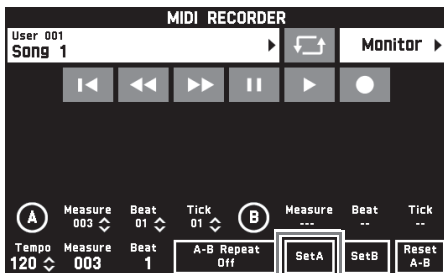 MIDI RECORDER
User 001
Song 1
Monitor
A Measure Beat Tick B Measure Beat Tick
003 01 01 --- -- --
Tempo Measure Beat A-B Repeat SetA SetB Reset
120 003 1 Off A-B